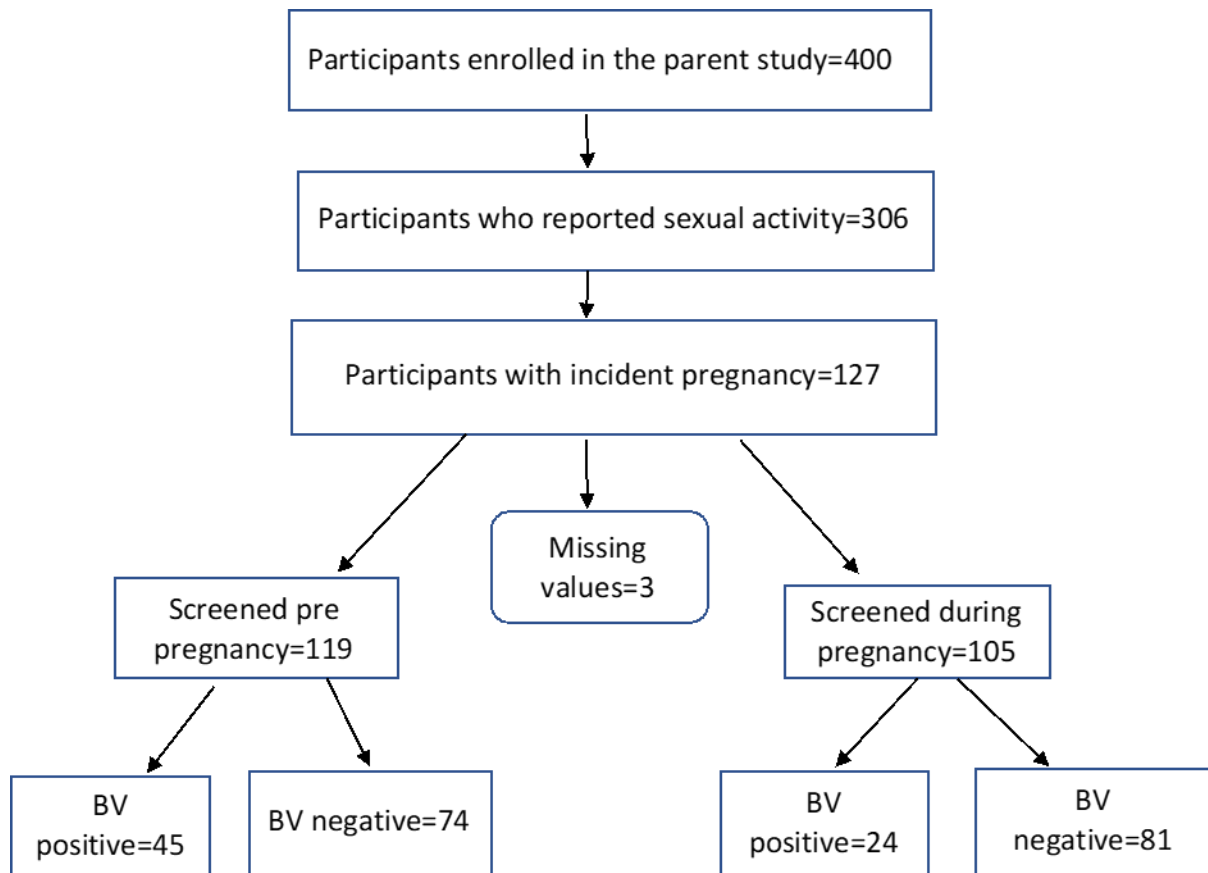 Participants enrolled in the parent study=400
Participants who reported sexual activity=306
Participants with incident pregnancy=127
Missing
values=3
Screened pre
pregnancy=119
Screened during
pregnancy=105
BV
positive=45
BV negative=74
BV
positive=24
BV
negative=81